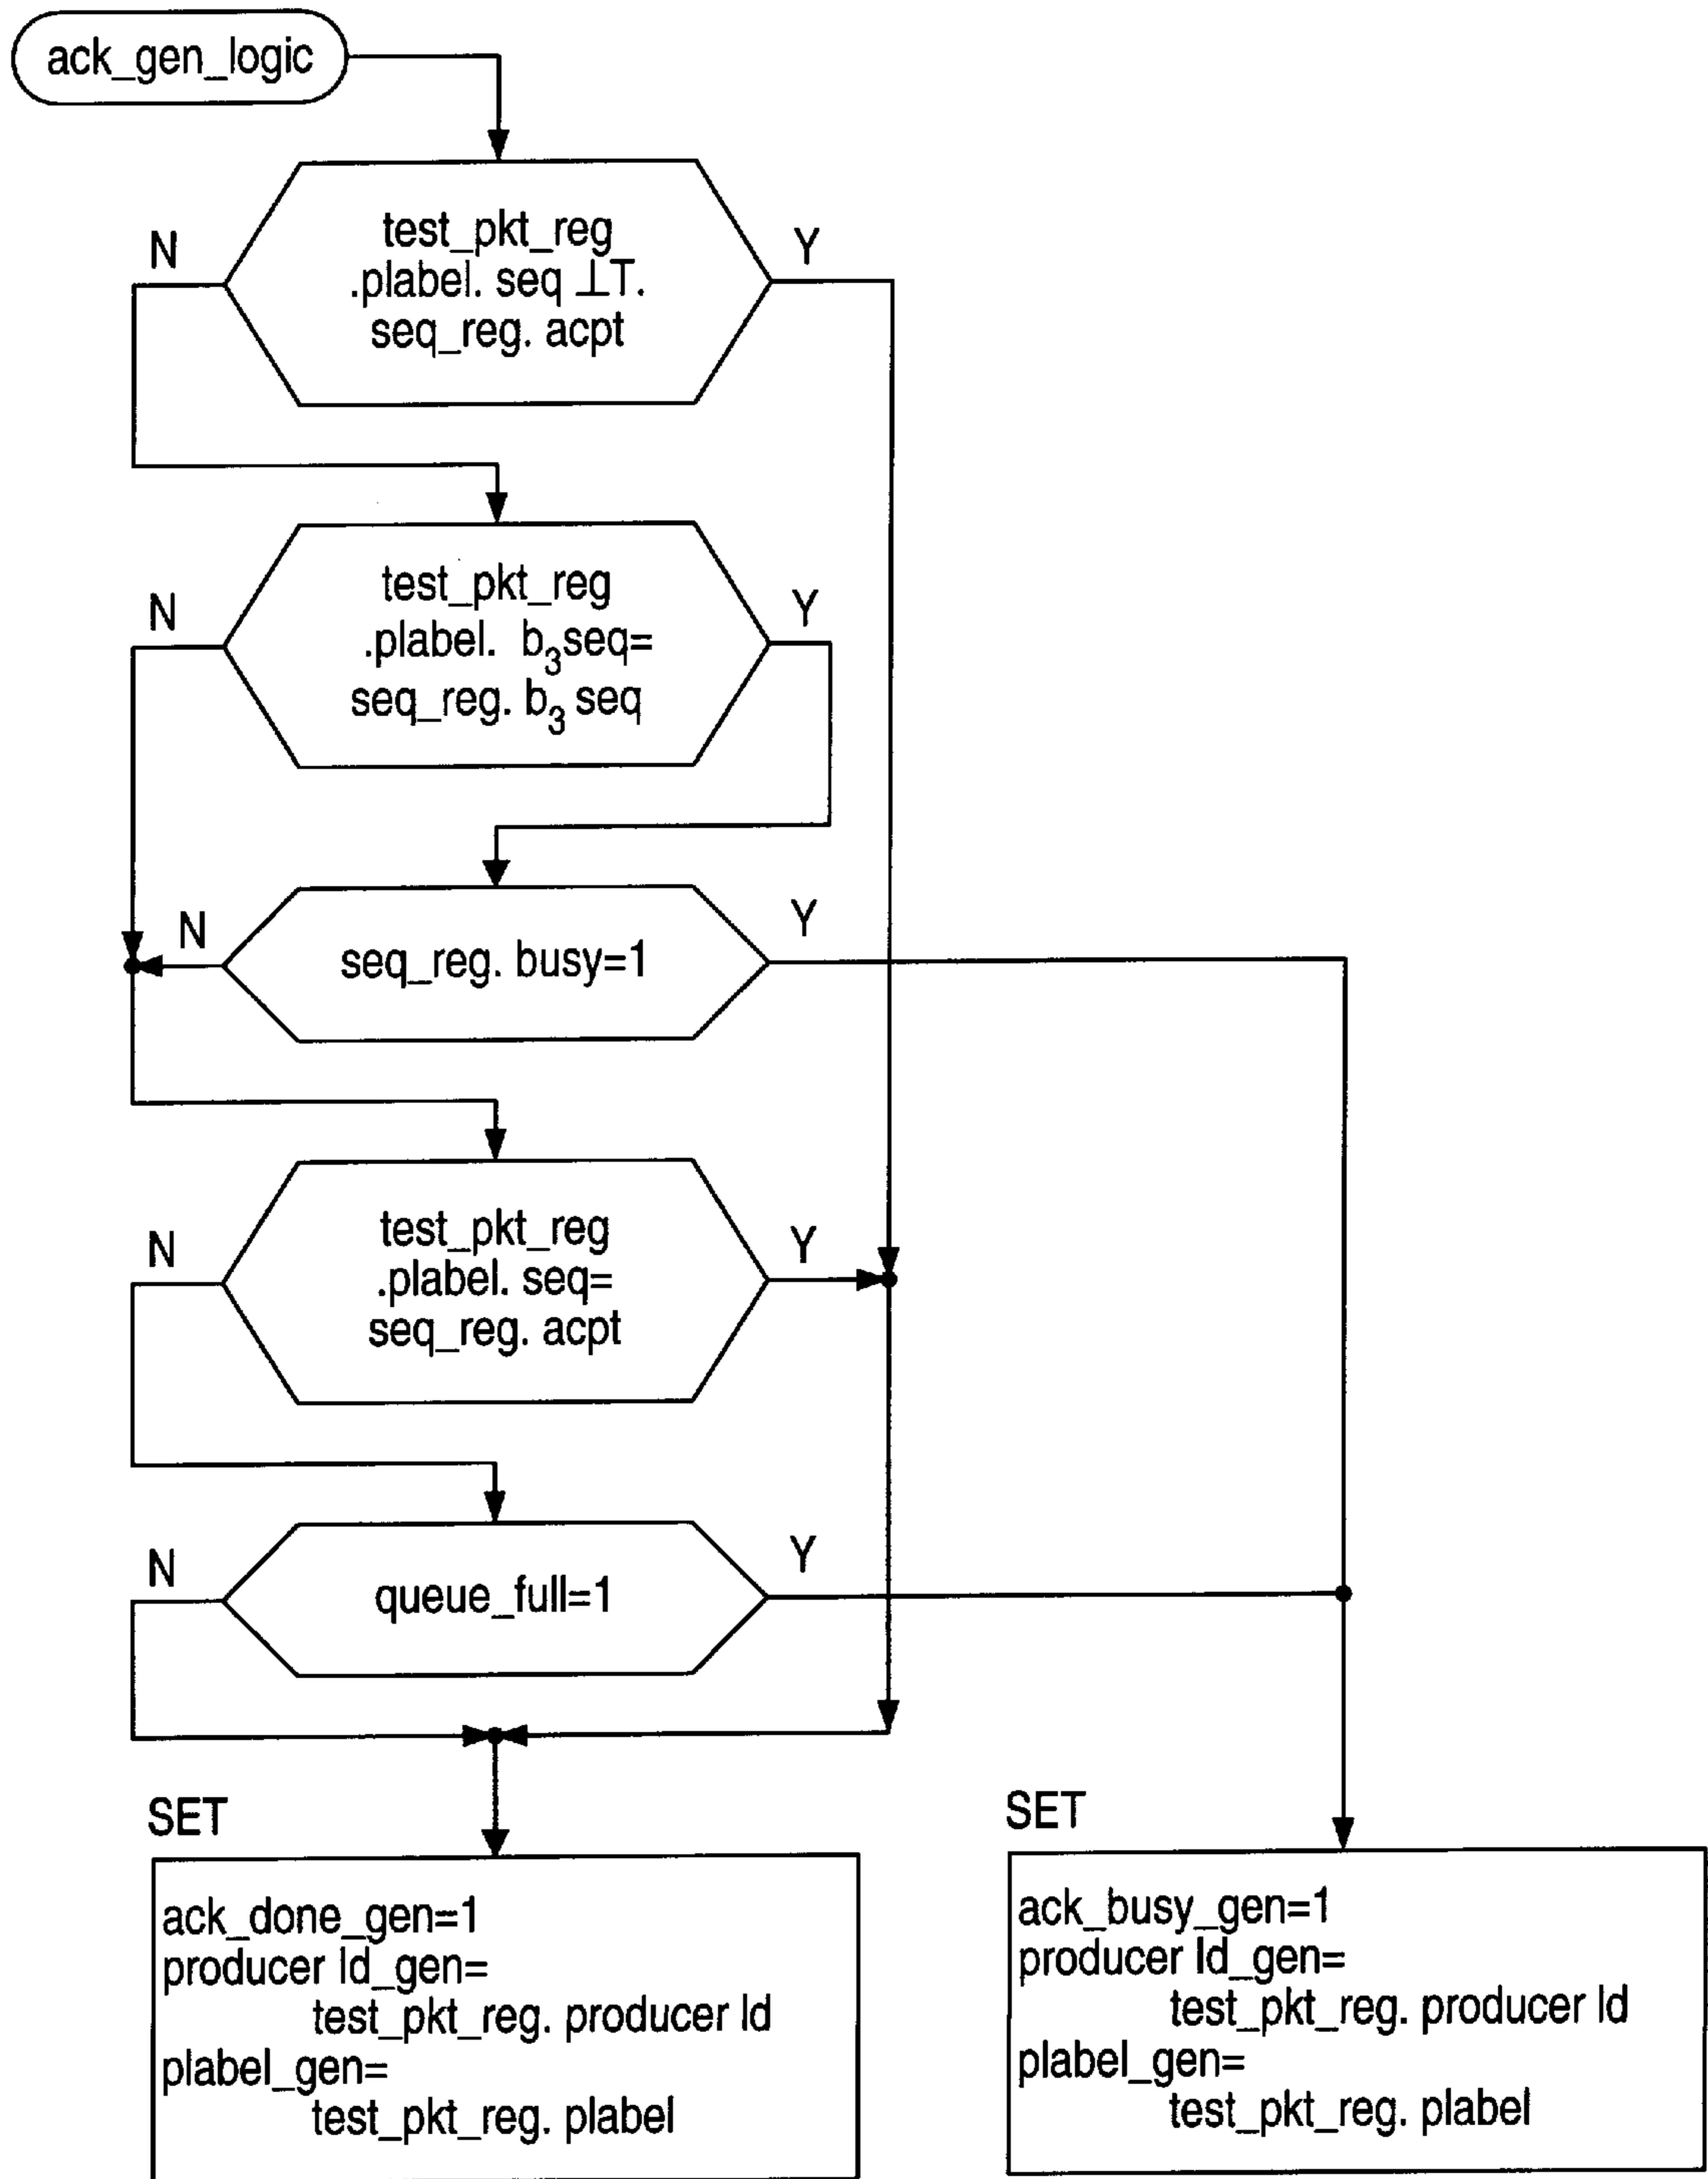 ack_gen_logic
N
Y
test_pkt_reg
.plabel. seq ⊥T.
seq_reg. acpt
N
Y
test_pkt_reg
.plabel. b₃seq=
seq_reg. b₃ seq
N
Y
seq_reg. busy=1
N
Y
test_pkt_reg
.plabel. seq=
seq_reg. acpt
N
Y
queue_full=1
SET
ack_done_gen=1
producer Id_gen=
test_pkt_reg. producer Id
plabel_gen=
test_pkt_reg. plabel
SET
ack_busy_gen=1
producer Id_gen=
test_pkt_reg. producer Id
plabel_gen=
test_pkt_reg. plabel